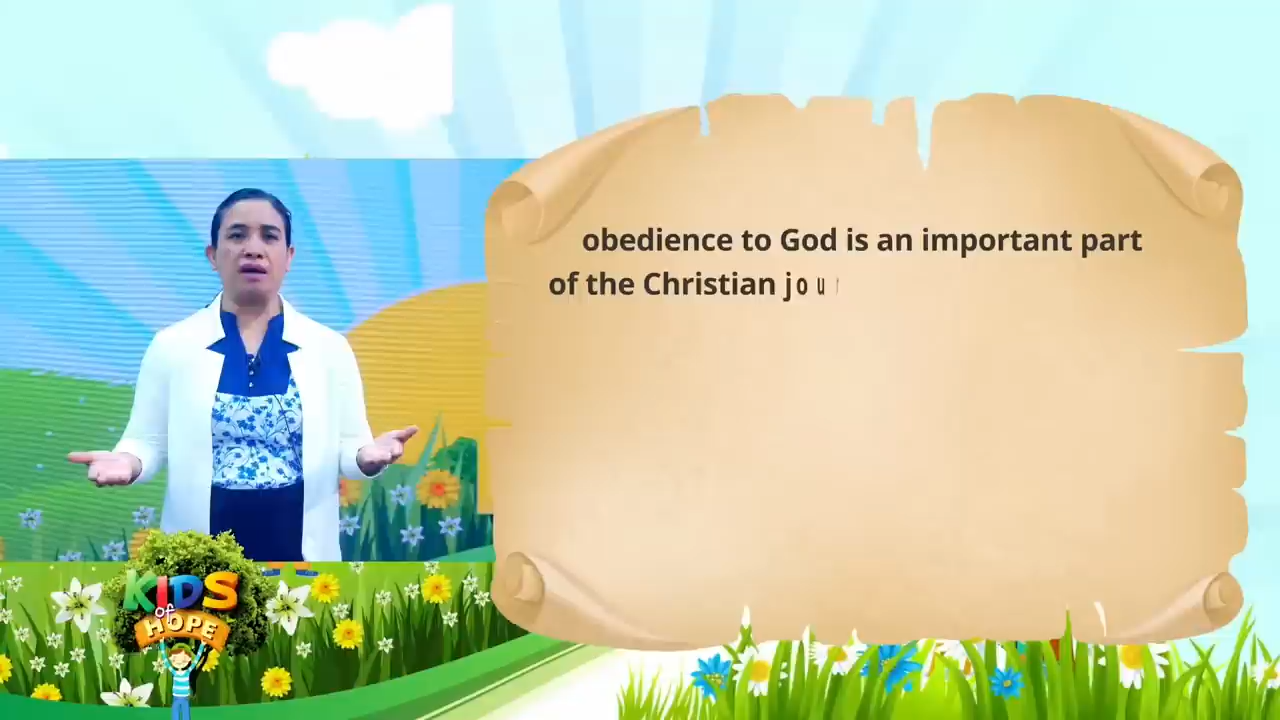 obedience to God is an important part
of the Christian jou
KIDS
of
HOPE